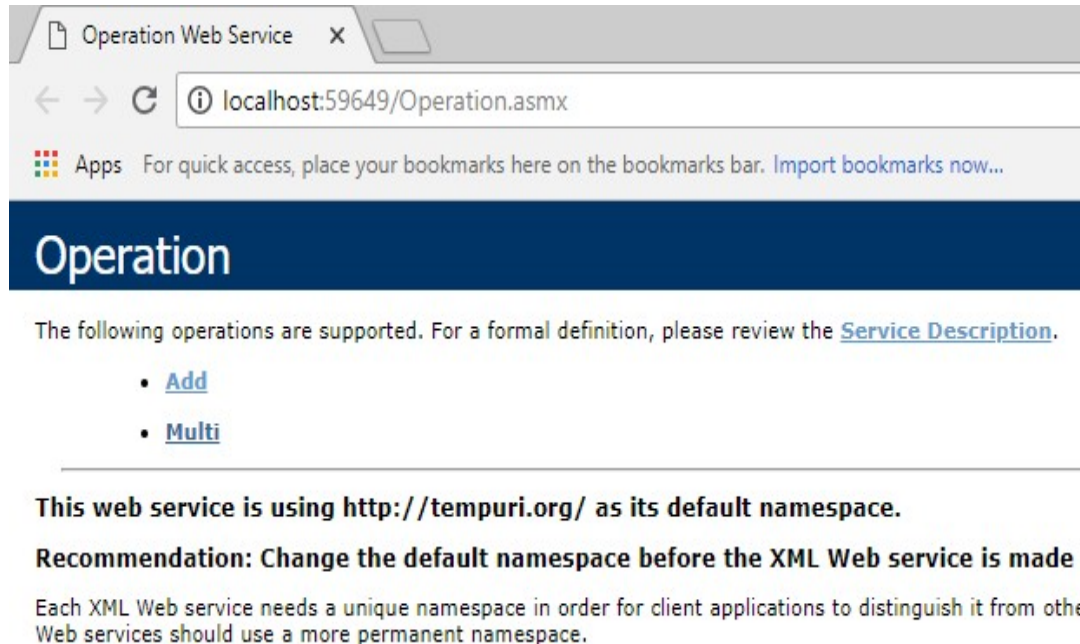 Operation Web Service
localhost:59649/Operation.asmx
Apps For quick access, place your bookmarks here on the bookmarks bar. Import bookmarks now...
Operation
The following operations are supported. For a formal definition, please review the Service Description.
• Add
• Multi
This web service is using http://tempuri.org/ as its default namespace.
Recommendation: Change the default namespace before the XML Web service is made
Each XML Web service needs a unique namespace in order for client applications to distinguish it from othe
Web services should use a more permanent namespace.